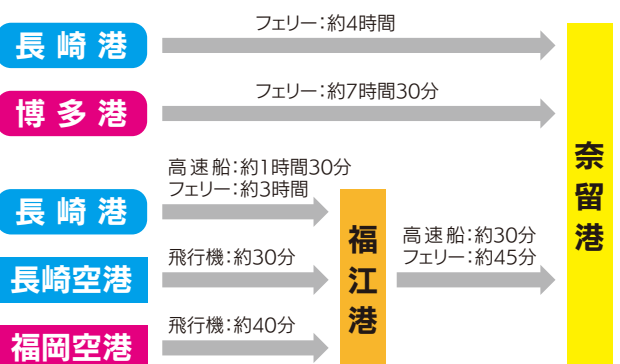 長崎港
フェリー：約4時間
博多港
フェリー：約7時間30分
長崎港
高速船：約1時間30分
フェリー：約3時間
長崎空港
飛行機：約30分
福岡空港
飛行機：約40分
福江港
高速船：約30分
フェリー：約45分
奈留港